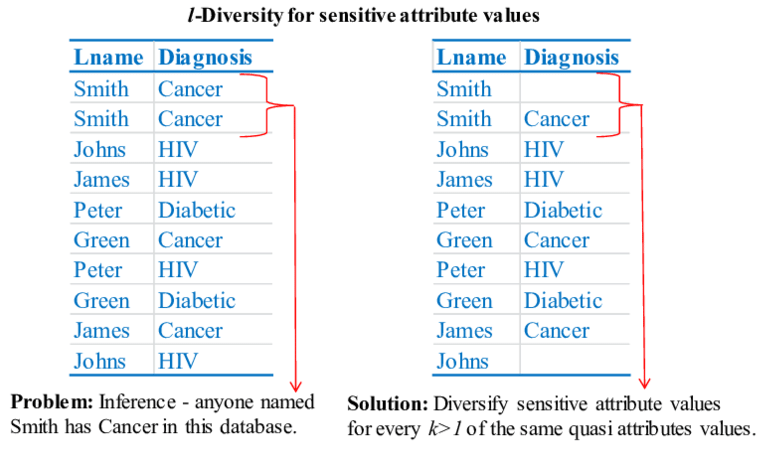 l-Diversity for sensitive attribute values
Lname Diagnosis
Smith Cancer
Smith Cancer
Johns HIV
James HIV
Peter Diabetic
Green Cancer
Peter HIV
Green Diabetic
James Cancer
Johns HIV
Problem: Inference - anyone named
Smith has Cancer in this database.
Lname Diagnosis
Smith
Smith Cancer
Johns HIV
James HIV
Peter Diabetic
Green Cancer
Peter HIV
Green Diabetic
James Cancer
Johns
Solution: Diversify sensitive attribute values
for every k>1 of the same quasi attributes values.